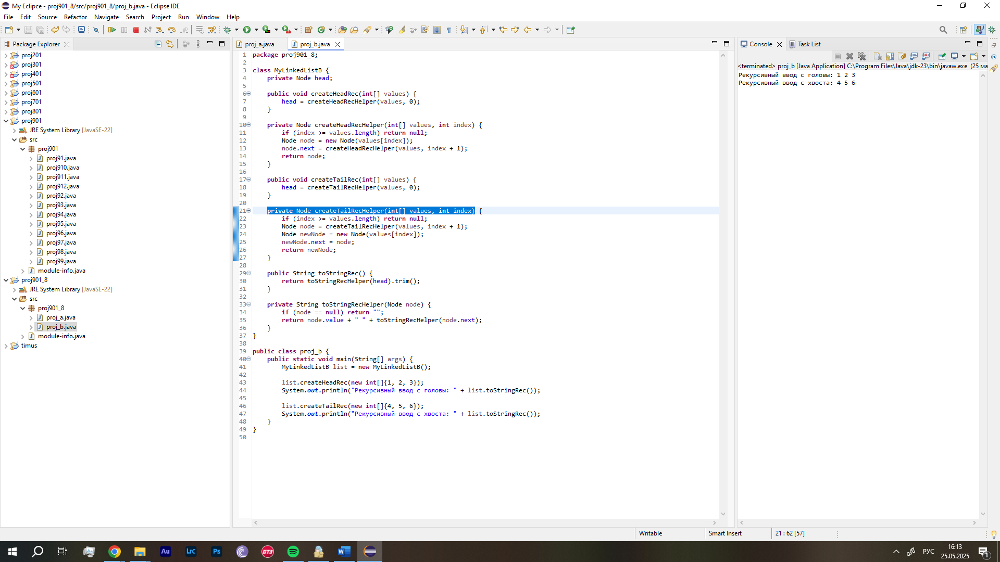 My Eclipce - proj901_8/src/proj901_8/proj_b.java - Eclipse IDE
File Edit Source Refactor Navigate Search Project Run Window Help
Package Explorer
proj201
proj301
proj401
proj501
proj601
proj701
proj801
proj901
JRE System Library [JavaSE-22]
src
proj901
proj91.java
proj910.java
proj911.java
proj912.java
proj92.java
proj93.java
proj94.java
proj95.java
proj96.java
proj97.java
proj98.java
proj99.java
module-info.java
proj901_8
JRE System Library [JavaSE-22]
src
proj901_8
proj_a.java
proj_b.java
module-info.java
timus
proj_a.java proj_b.java
1 package proj901_8;
2
3 class MyLinkedListB {
4 private Node head;
5
6 public void createHeadRec(int[] values) {
7 head = createHeadRecHelper(values, 0);
8 }
9
10 private Node createHeadRecHelper(int[] values, int index) {
11 if (index >= values.length) return null;
12 Node node = new Node(values[index]);
13 node.next = createHeadRecHelper(values, index + 1);
14 return node;
15 }
16
17 public void createTailRec(int[] values) {
18 head = createTailRecHelper(values, 0);
19 }
20
21 private Node createTailRecHelper(int[] values, int index) {
22 if (index >= values.length) return null;
23 Node node = createTailRecHelper(values, index + 1);
24 Node newNode = new Node(values[index]);
25 newNode.next = node;
26 return newNode;
27 }
28
29 public String toStringRec() {
30 return toStringRecHelper(head).trim();
31 }
32
33 private String toStringRecHelper(Node node) {
34 if (node == null) return "";
35 return node.value + " " + toStringRecHelper(node.next);
36 }
37 }
38
39 public class proj_b {
40 public static void main(String[] args) {
41 MyLinkedListB list = new MyLinkedListB();
42
43 list.createHeadRec(new int[]{1, 2, 3});
44 System.out.println("Рекурсивный ввод с головы: " + list.toStringRec());
45
46 list.createTailRec(new int[]{4, 5, 6});
47 System.out.println("Рекурсивный ввод с хвоста: " + list.toStringRec());
48 }
49 }
50
Console Task List
<terminated> proj_b [Java Application] C:\Program Files\Java\jdk-23\bin\javaw.exe (25 ма
Рекурсивный ввод с головы: 1 2 3
Рекурсивный ввод с хвоста: 4 5 6
Writable Smart Insert 21 : 62 [57]
Au Lrc Ps GT3 W
РУС 16:13
25.05.2025
1